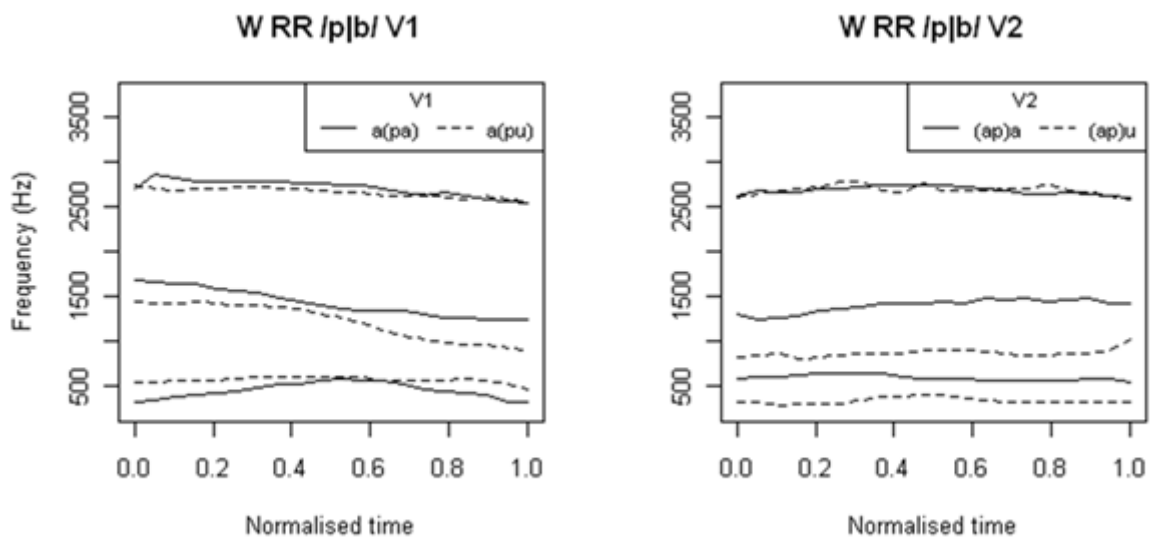 W RR /p|b/ V1
V1
a(pa) a(pu)
Frequency (Hz)
3500
2500
1500
500
0.0 0.2 0.4 0.6 0.8 1.0
Normalised time
W RR /p|b/ V2
V2
(ap)a (ap)u
3500
2500
1500
500
0.0 0.2 0.4 0.6 0.8 1.0
Normalised time